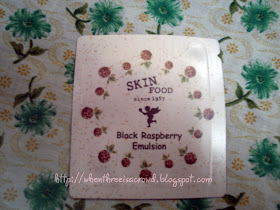 SKIN
FOOD
since 1957
Black Raspberry
Emulsion
http://whenthreeisacrowd.blogspot.com